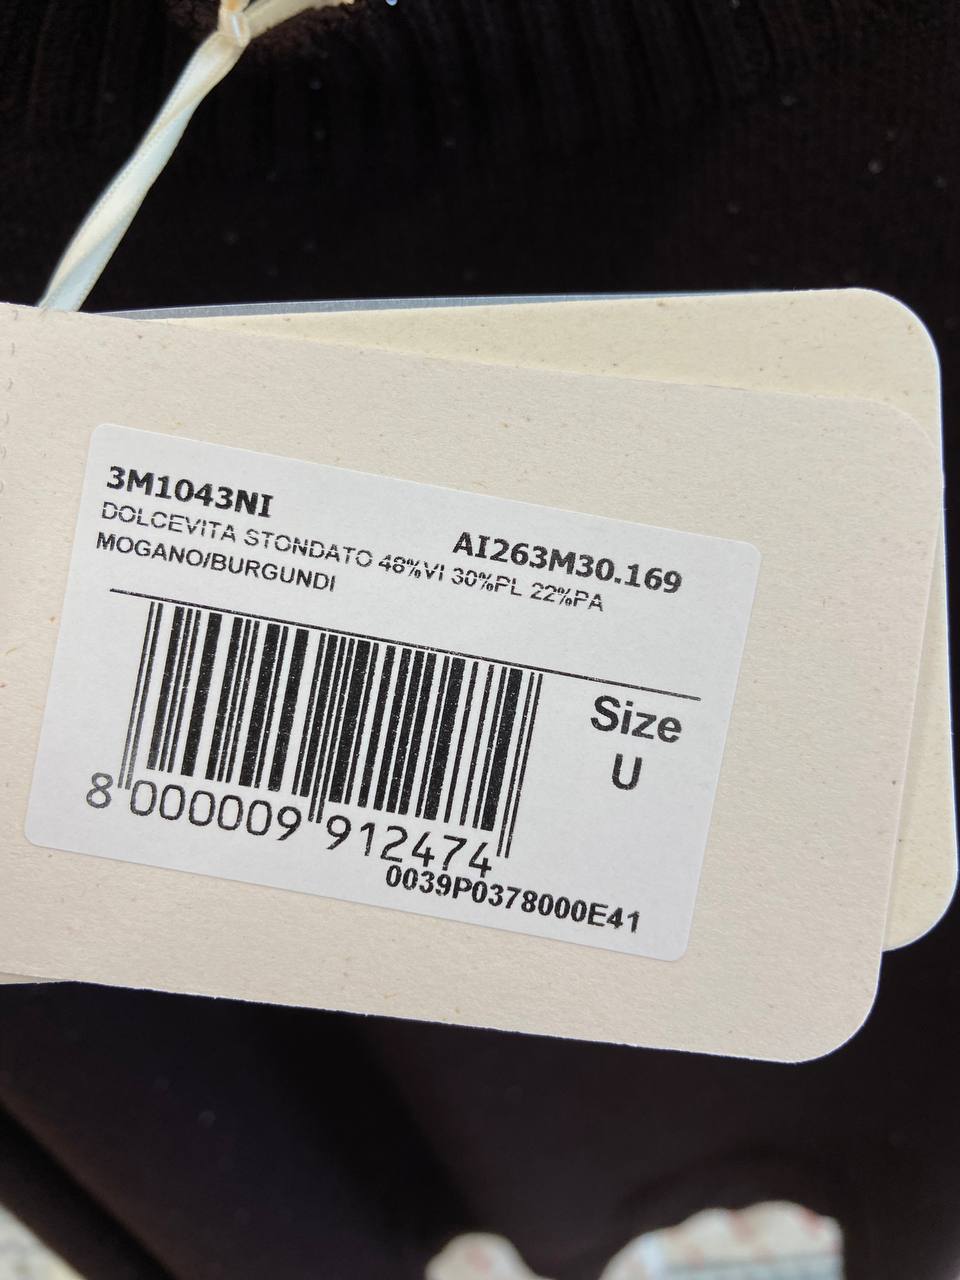 3M1043NI
AI263M30.169
DOLCEVITA STONDATO 48%VI 30%PL 22%PA
MOGANO/BURGUNDI
Size
U
8 000009 912474
0039P0378000E41